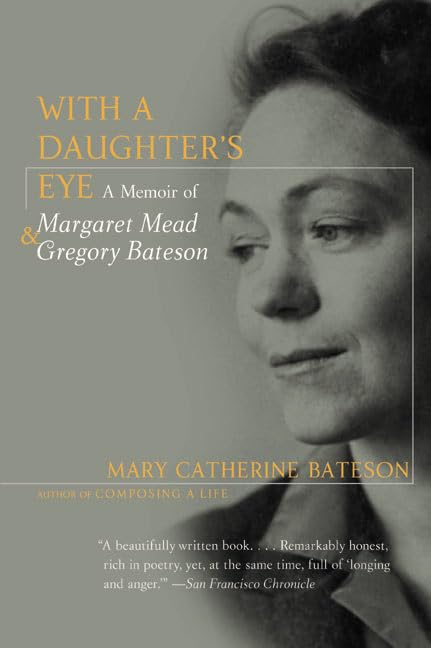 WITH A
DAUGHTER'S
EYE A Memoir of
Margaret Mead
& Gregory Bateson
MARY CATHERINE BATESON
AUTHOR OF COMPOSING A LIFE
“A beautifully written book. . . . Remarkably honest,
rich in poetry, yet, at the same time, full of ‘longing
and anger.’” —San Francisco Chronicle